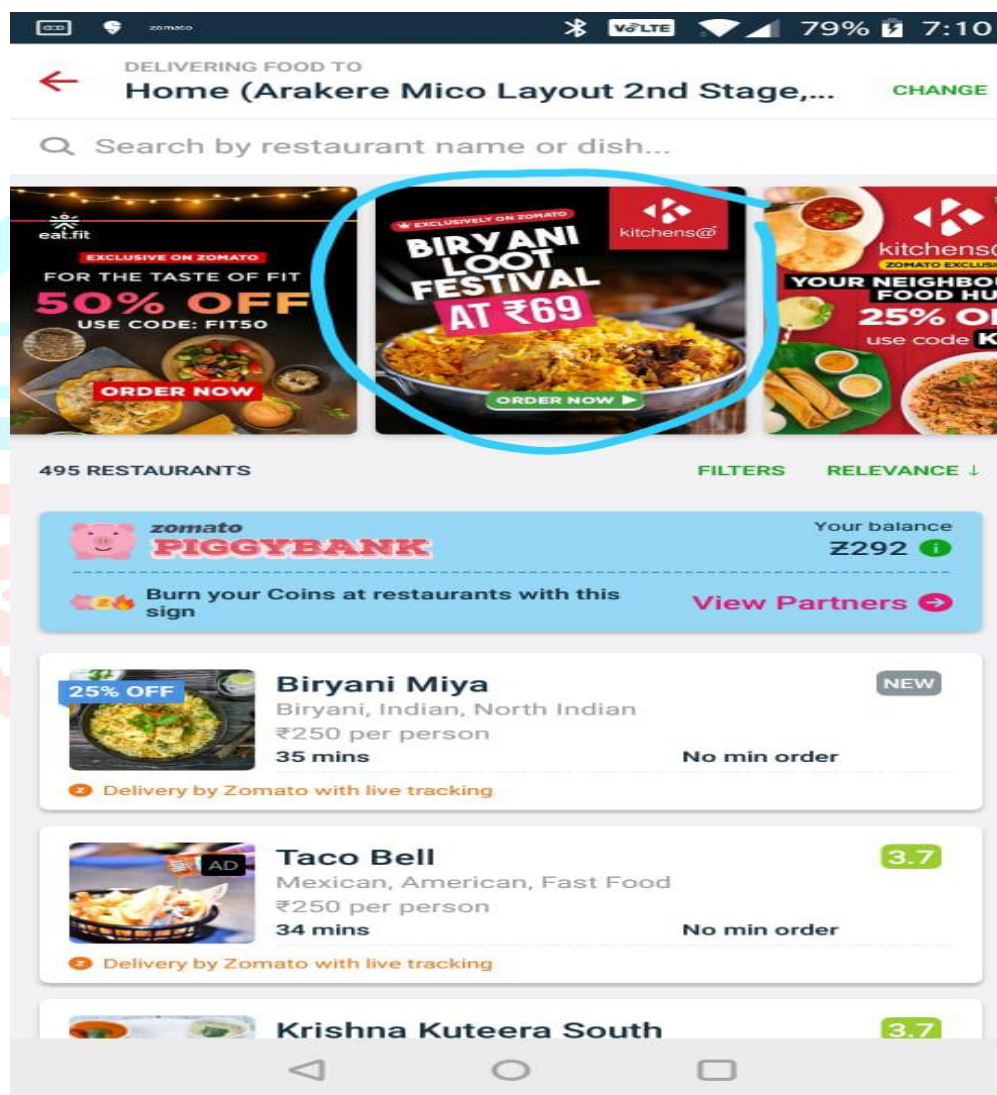 zomato
VoLTE
79%
7:10
DELIVERING FOOD TO
Home (Arakere Mico Layout 2nd Stage,...
CHANGE
Search by restaurant name or dish...
eat.fit
EXCLUSIVE ON ZOMATO
FOR THE TASTE OF FIT
50% OFF
USE CODE: FIT50
ORDER NOW
EXCLUSIVELY ON ZOMATO
BIRYANI
LOOT
FESTIVAL
AT ₹69
kitchens@
ORDER NOW
kitchens@
ZOMATO EXCLUSI
YOUR NEIGHBO
FOOD HU
25% O
use code K
495 RESTAURANTS
FILTERS
RELEVANCE ↓
zomato
PIGGYBANK
Your balance
Ƶ292
Burn your Coins at restaurants with this
sign
View Partners
25% OFF
Biryani Miya
NEW
Biryani, Indian, North Indian
₹250 per person
35 mins
No min order
Delivery by Zomato with live tracking
AD
Taco Bell
3.7
Mexican, American, Fast Food
₹250 per person
34 mins
No min order
Delivery by Zomato with live tracking
Krishna Kuteera South
3.7